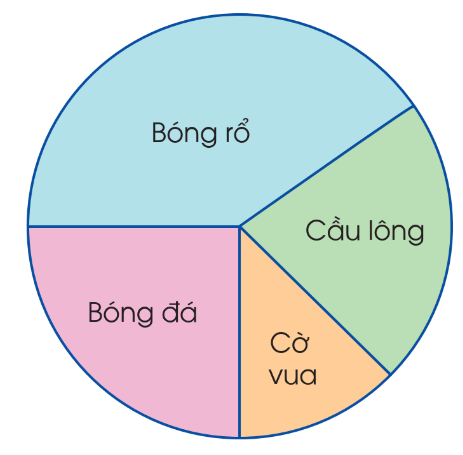 Bóng rổ
Cầu lông
Bóng đá
Cờ
vua